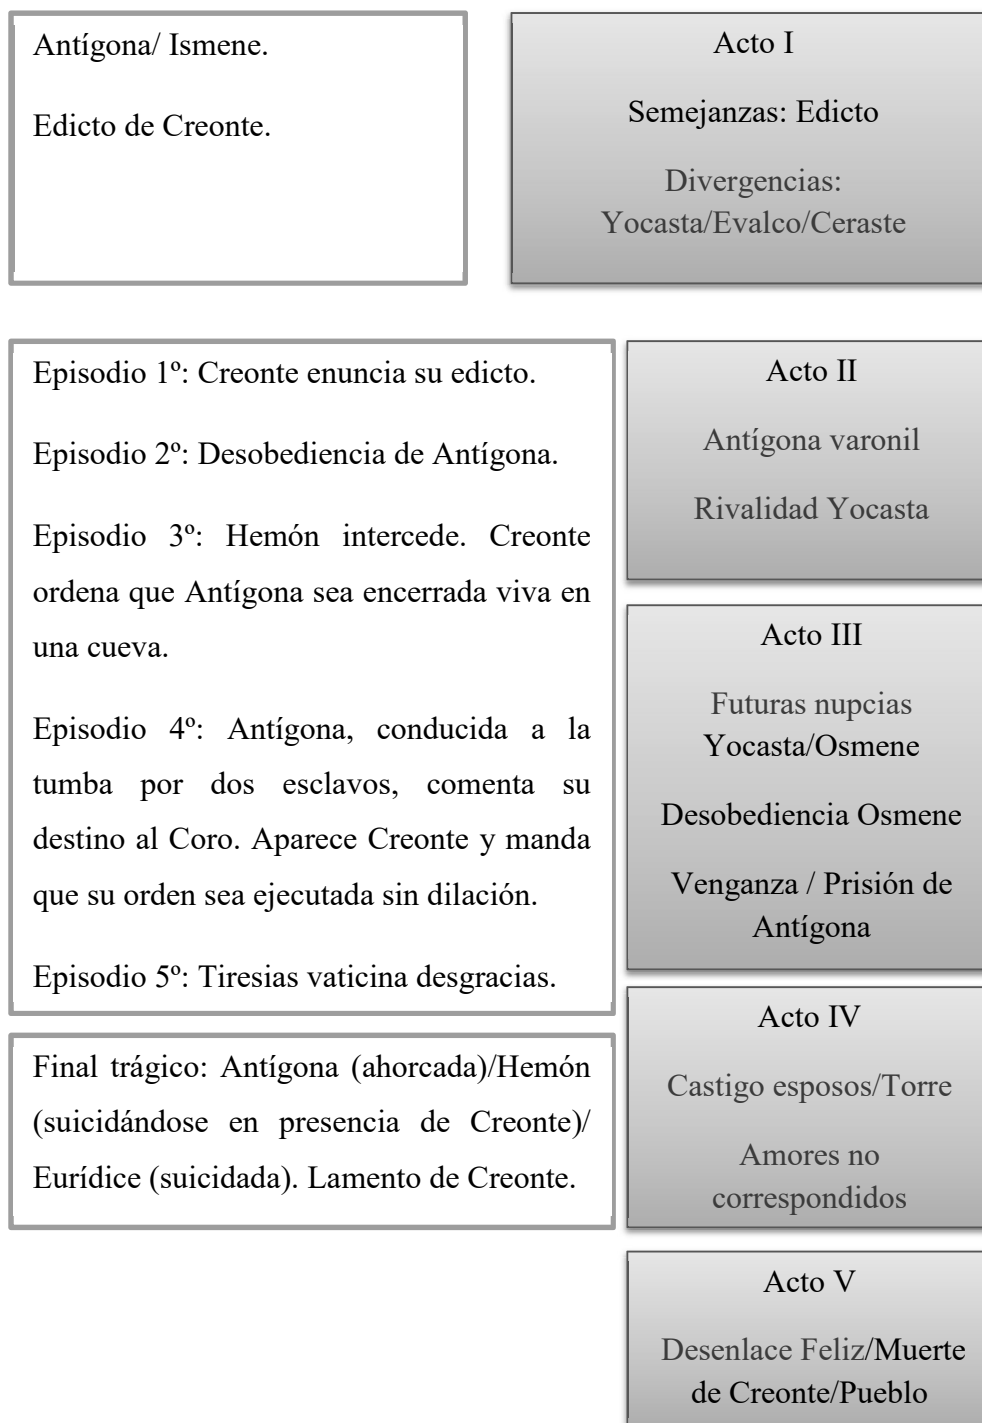 Antígona/ Ismene.
Edicto de Creonte.
Acto I
Semejanzas: Edicto
Divergencias:
Yocasta/Evalco/Ceraste
Episodio 1º: Creonte enuncia su edicto.
Episodio 2º: Desobediencia de Antígona.
Episodio 3º: Hemón intercede. Creonte
ordena que Antígona sea encerrada viva en
una cueva.
Episodio 4º: Antígona, conducida a la
tumba por dos esclavos, comenta su
destino al Coro. Aparece Creonte y manda
que su orden sea ejecutada sin dilación.
Episodio 5º: Tiresias vaticina desgracias.
Acto II
Antígona varonil
Rivalidad Yocasta
Acto III
Futuras nupcias
Yocasta/Osmene
Desobediencia Osmene
Venganza / Prisión de
Antígona
Final trágico: Antígona (ahorcada)/Hemón
(suicidándose en presencia de Creonte)/
Eurídice (suicidada). Lamento de Creonte.
Acto IV
Castigo esposos/Torre
Amores no
correspondidos
Acto V
Desenlace Feliz/Muerte
de Creonte/Pueblo